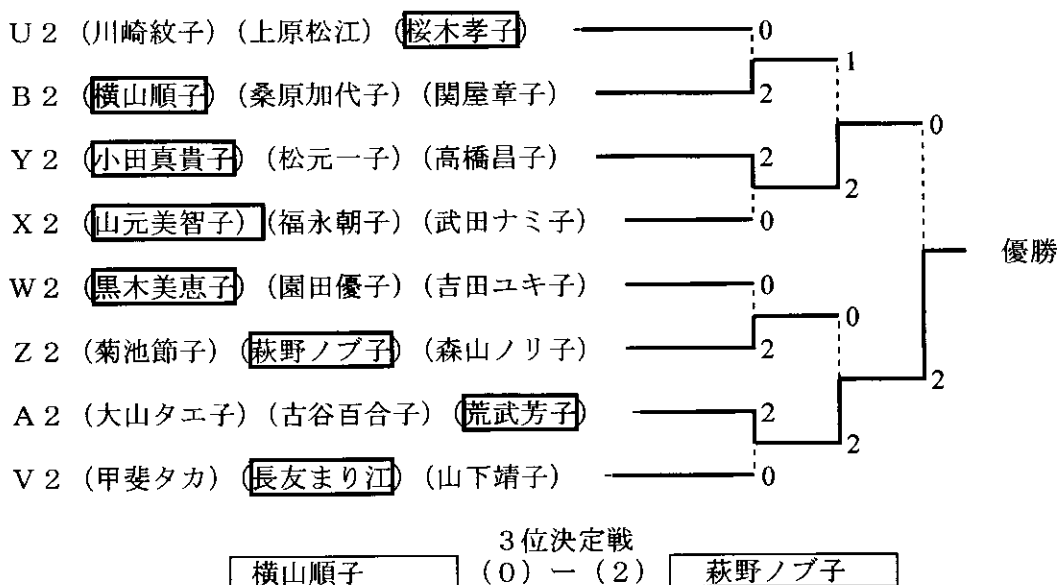 U2 (川崎紋子) (上原松江) (桜木孝子) 0
1
B2 (横山順子) (桑原加代子) (関屋章子) 2
0
Y2 (小田真貴子) (松元一子) (高橋昌子) 2
2
X2 (山元美智子) (福永朝子) (武田ナミ子) 0
優勝
W2 (黒木美恵子) (園田優子) (吉田ユキ子) 0
0
Z2 (菊池節子) (萩野ノブ子) (森山ノリ子) 2
2
A2 (大山タエ子) (古谷百合子) (荒武芳子) 2
2
V2 (甲斐タカ) (長友まり江) (山下靖子) 0
3位決定戦
横山順子 (0) ー (2) 萩野ノブ子